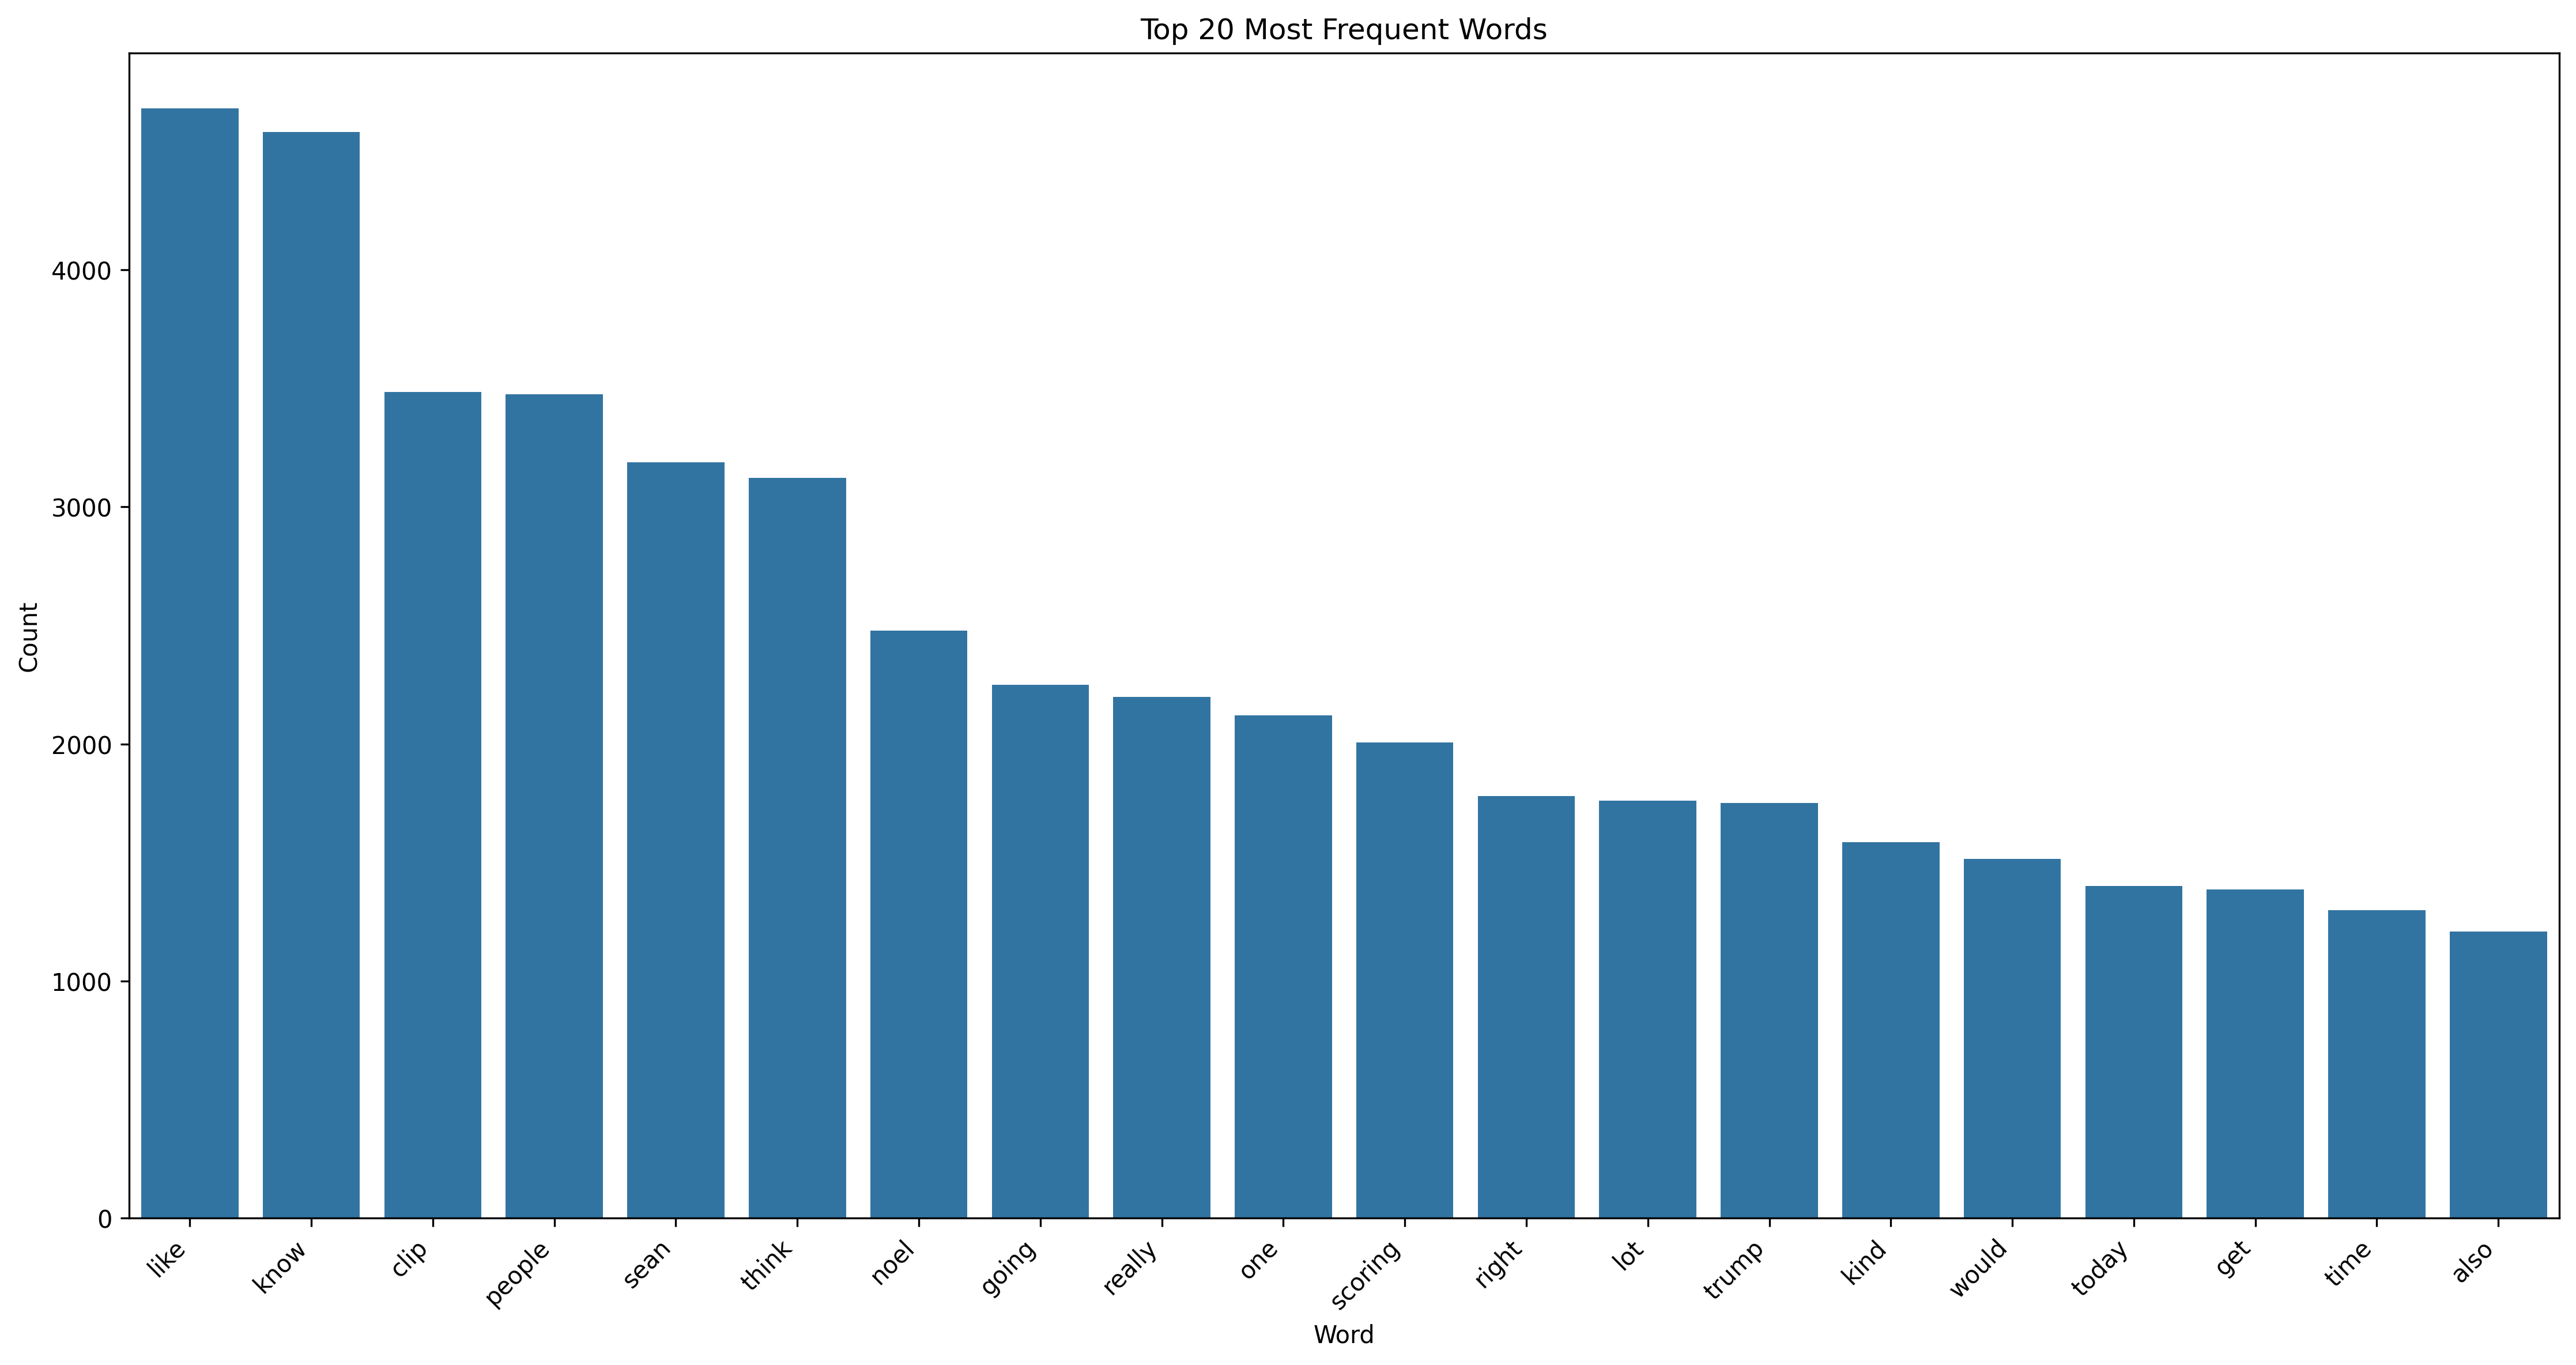 Top 20 Most Frequent Words
Count
4000
3000
2000
1000
0
like
know
clip
people
sean
think
noel
going
really
one
scoring
right
lot
trump
kind
would
today
get
time
also
Word